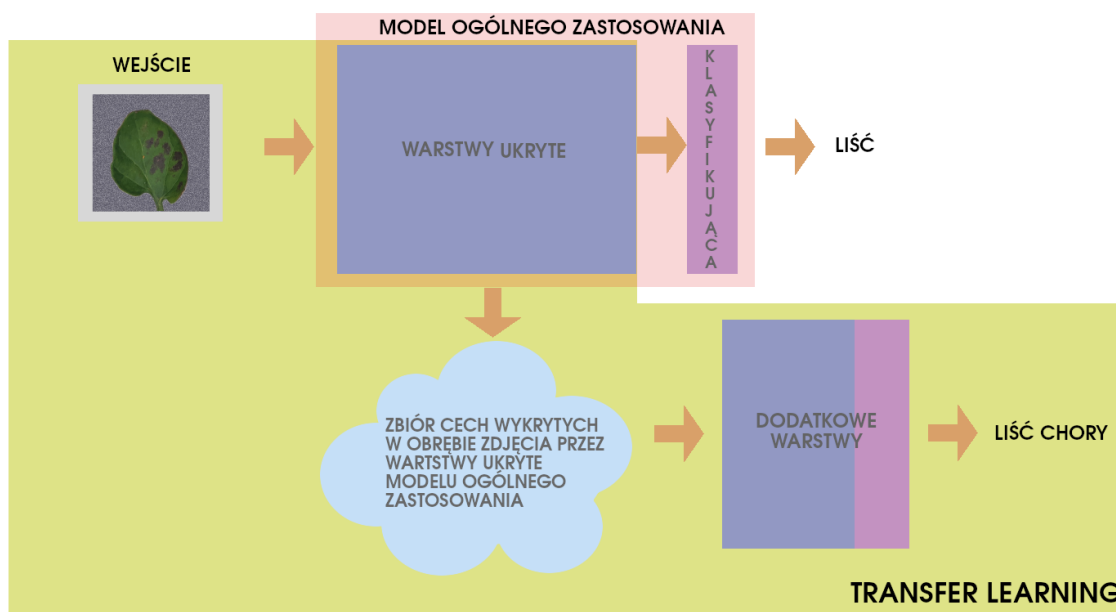 MODEL OGÓLNEGO ZASTOSOWANIA
WEJŚCIE
WARSTWY UKRYTE
KLASYFIKUJĄCA
LIŚĆ
ZBIÓR CECH WYKRYTYCH
W OBRĘBIE ZDJĘCIA PRZEZ
WARTSTWY UKRYTE
MODELU OGÓLNEGO
ZASTOSOWANIA
DODATKOWE
WARSTWY
LIŚĆ CHORY
TRANSFER LEARNING